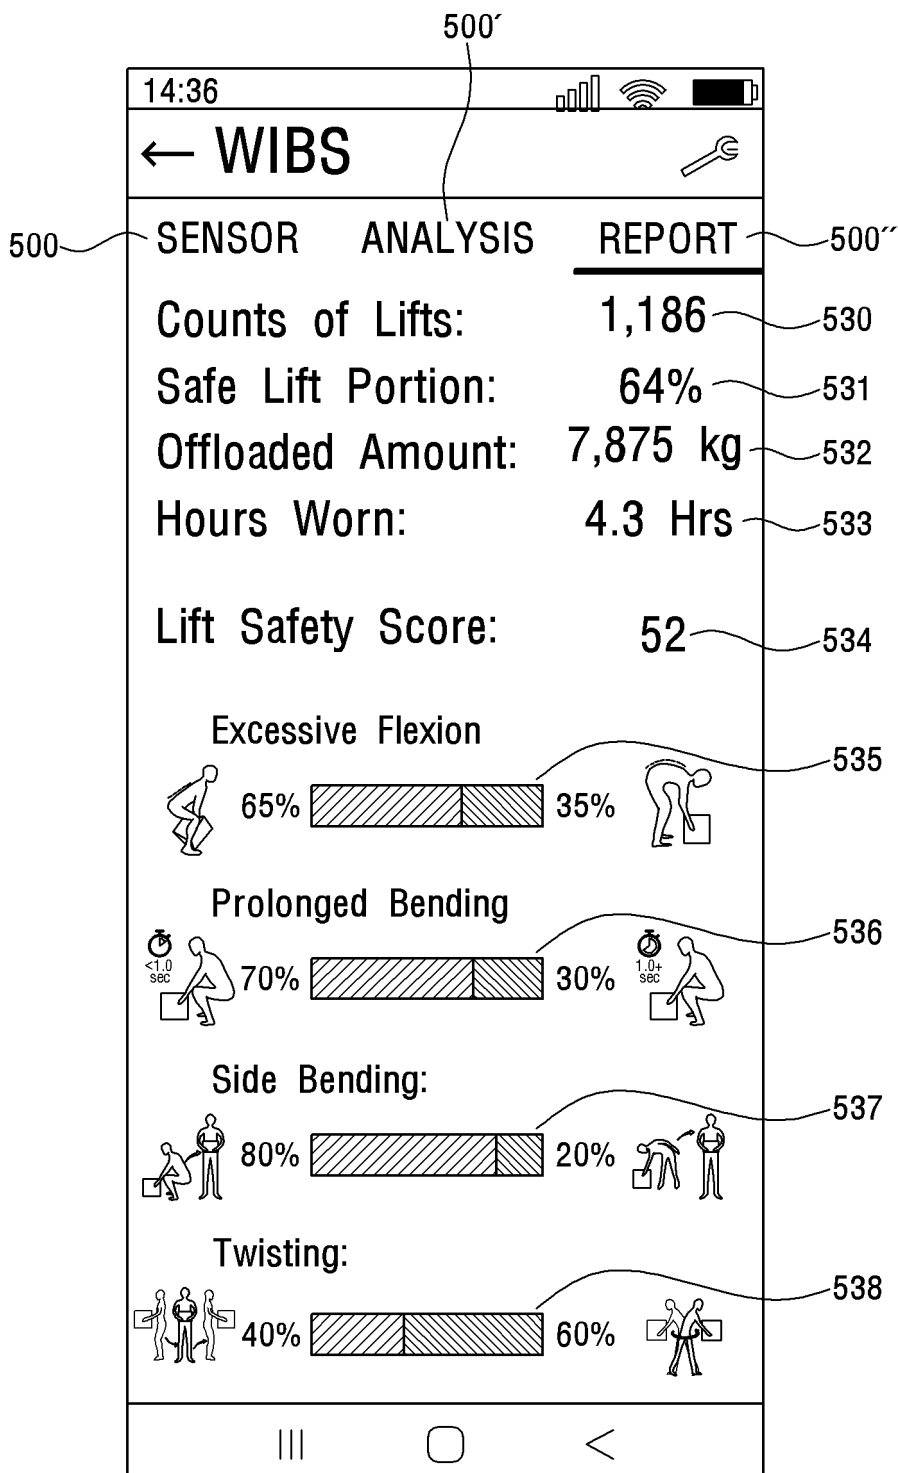 500′
14:36
← WIBS
500 SENSOR ANALYSIS REPORT 500″
Counts of Lifts: 1,186 530
Safe Lift Portion: 64% 531
Offloaded Amount: 7,875 kg 532
Hours Worn: 4.3 Hrs 533
Lift Safety Score: 52 534
Excessive Flexion
535
65% 35%
Prolonged Bending
536
<1.0 sec 70% 30% 1.0+ sec
Side Bending:
537
80% 20%
Twisting:
538
40% 60%